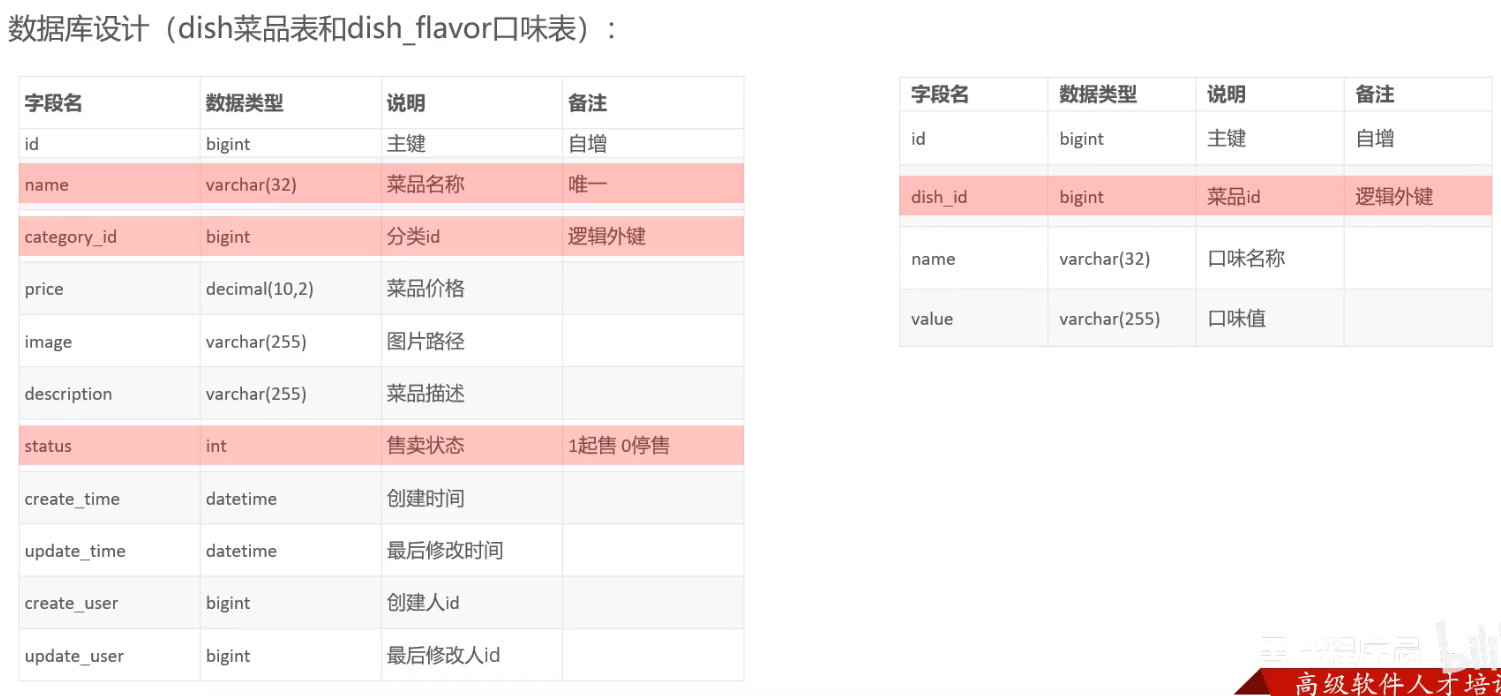 数据库设计（dish菜品表和dish_flavor口味表）:
字段名 数据类型 说明 备注
id bigint 主键 自增
name varchar(32) 菜品名称 唯一
category_id bigint 分类id 逻辑外键
price decimal(10,2) 菜品价格
image varchar(255) 图片路径
description varchar(255) 菜品描述
status int 售卖状态 1起售 0停售
create_time datetime 创建时间
update_time datetime 最后修改时间
create_user bigint 创建人id
update_user bigint 最后修改人id
字段名 数据类型 说明 备注
id bigint 主键 自增
dish_id bigint 菜品id 逻辑外键
name varchar(32) 口味名称
value varchar(255) 口味值
高级软件人才培